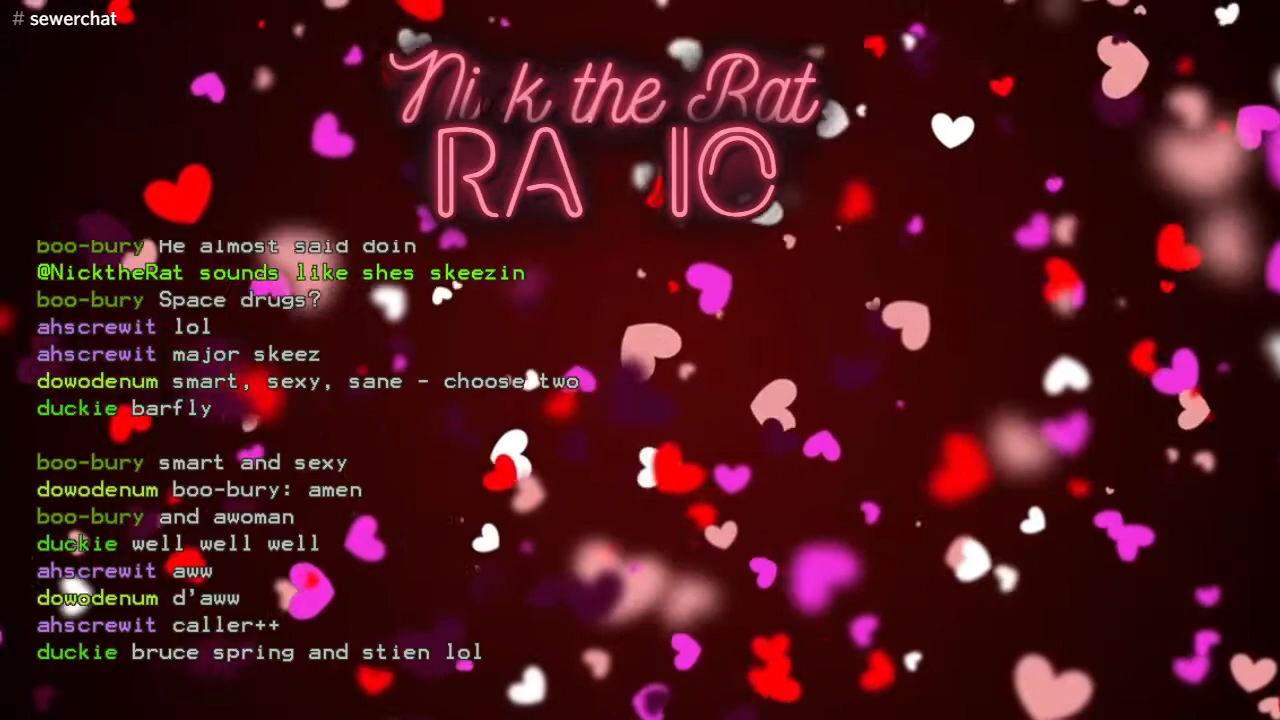 # sewerchat
Ni k the Rat
RA IO
boo-bury He almost said doin
@NicktheRat sounds like shes skeezin
boo-bury Space drugs?
ahscrewit lol
ahscrewit major skeez
dowodenum smart, sexy, sane - choose two
duckie barfly
boo-bury smart and sexy
dowodenum boo-bury: amen
boo-bury and awoman
duckie well well well
ahscrewit aww
dowodenum d'aww
ahscrewit caller++
duckie bruce spring and stien lol